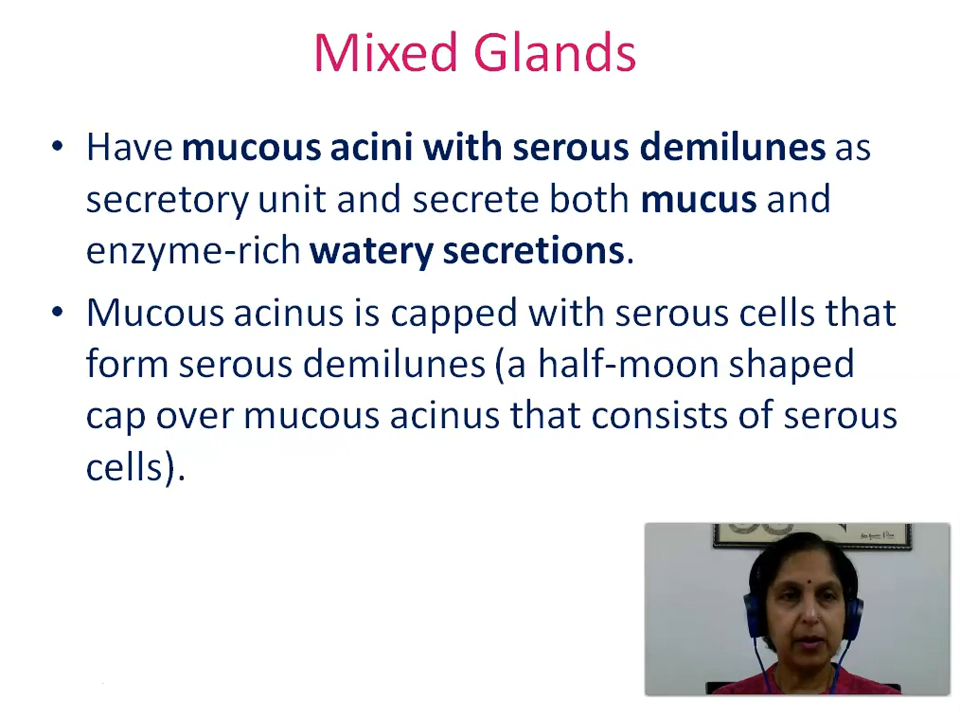 Mixed Glands
• Have mucous acini with serous demilunes as
secretory unit and secrete both mucus and
enzyme-rich watery secretions.
• Mucous acinus is capped with serous cells that
form serous demilunes (a half-moon shaped
cap over mucous acinus that consists of serous
cells).